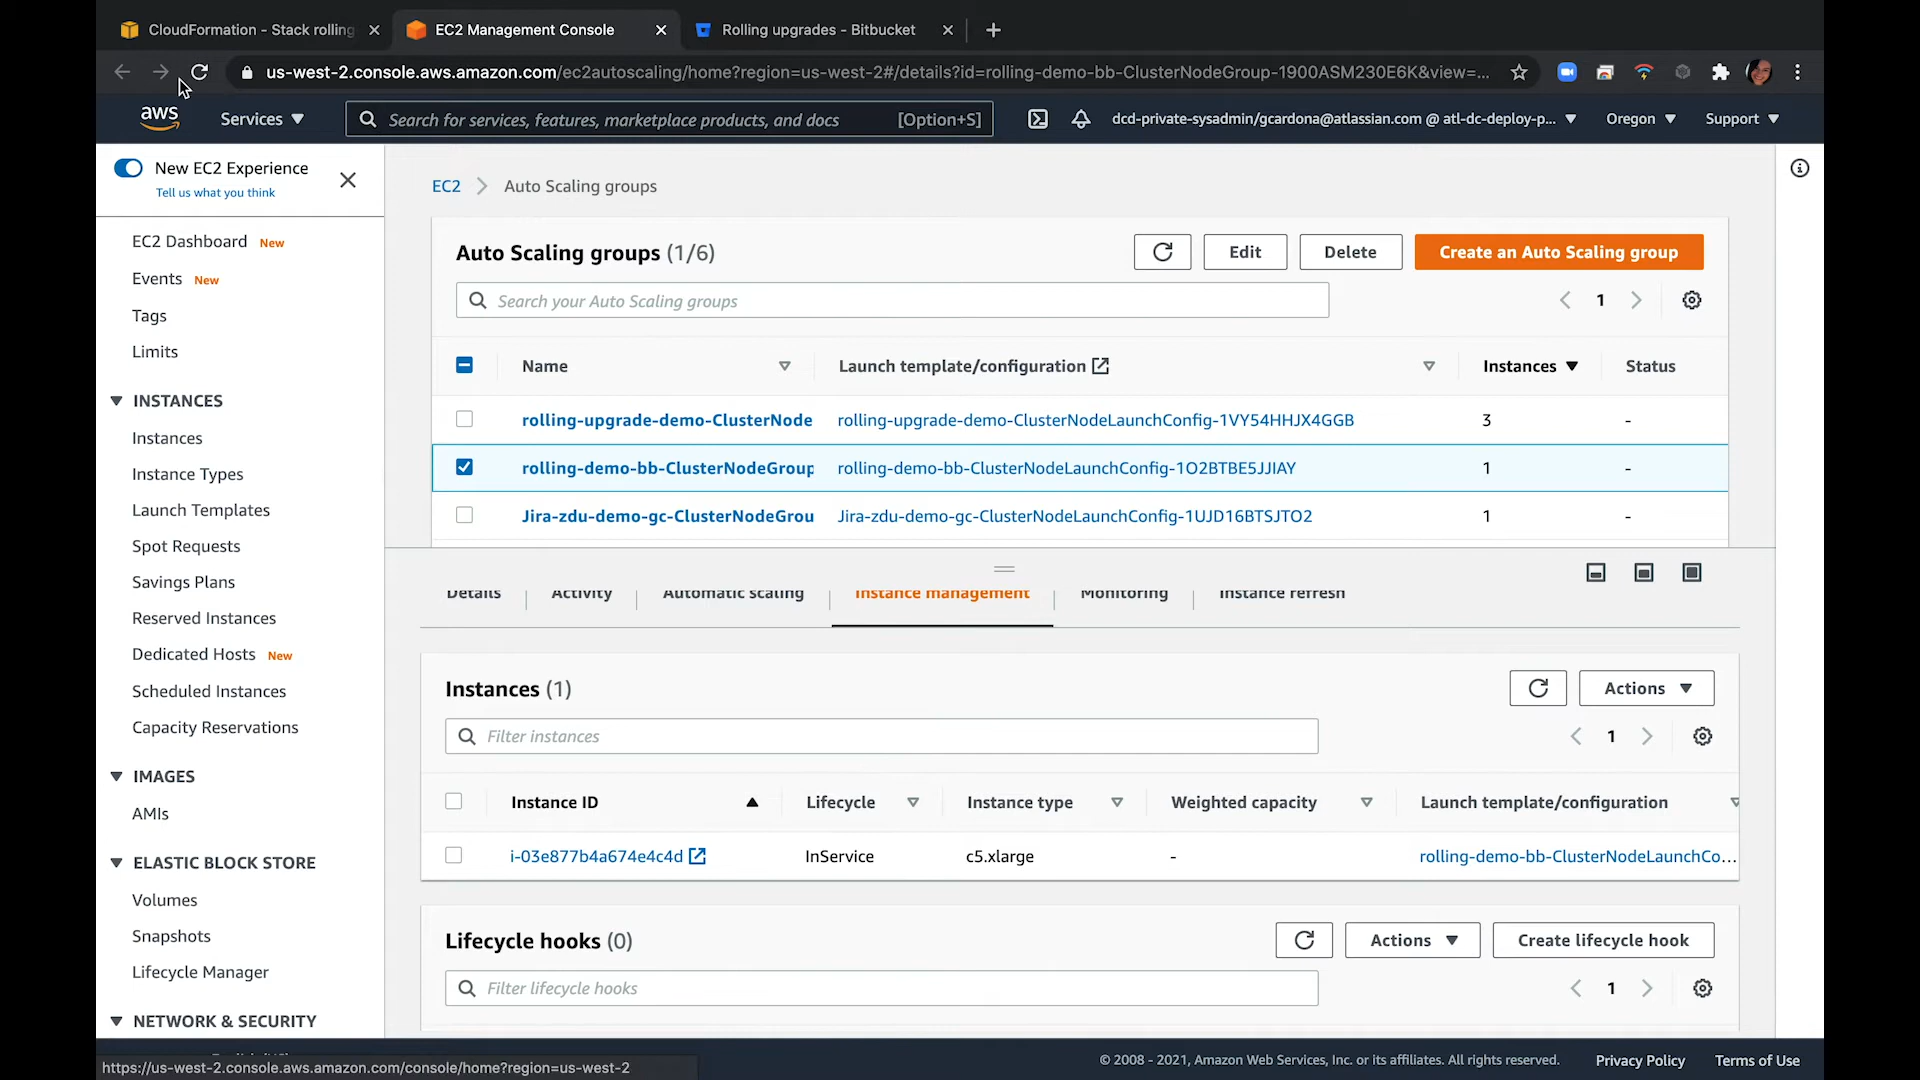 CloudFormation - Stack rolling
EC2 Management Console
Rolling upgrades - Bitbucket
us-west-2.console.aws.amazon.com/ec2autoscaling/home?region=us-west-2#/details?id=rolling-demo-bb-ClusterNodeGroup-1900ASM230E6K&view=...
aws
Services
Search for services, features, marketplace products, and docs
[Option+S]
dcd-private-sysadmin/gcardona@atlassian.com @ atl-dc-deploy-p...
Oregon
Support
New EC2 Experience
Tell us what you think
EC2 Dashboard New
Events New
Tags
Limits
INSTANCES
Instances
Instance Types
Launch Templates
Spot Requests
Savings Plans
Reserved Instances
Dedicated Hosts New
Scheduled Instances
Capacity Reservations
IMAGES
AMIs
ELASTIC BLOCK STORE
Volumes
Snapshots
Lifecycle Manager
NETWORK & SECURITY
EC2 > Auto Scaling groups
Auto Scaling groups (1/6)
Edit
Delete
Create an Auto Scaling group
Search your Auto Scaling groups
1
Name
Launch template/configuration
Instances
Status
rolling-upgrade-demo-ClusterNode rolling-upgrade-demo-ClusterNodeLaunchConfig-1VY54HHJX4GGB 3 -
rolling-demo-bb-ClusterNodeGroup rolling-demo-bb-ClusterNodeLaunchConfig-1O2BTBE5JJIAY 1 -
Jira-zdu-demo-gc-ClusterNodeGrou Jira-zdu-demo-gc-ClusterNodeLaunchConfig-1UJD16BTSJTO2 1 -
Details
Activity
Automatic scaling
Instance management
Monitoring
Instance refresh
Instances (1)
Actions
Filter instances
1
Instance ID
Lifecycle
Instance type
Weighted capacity
Launch template/configuration
i-03e877b4a674e4c4d InService c5.xlarge - rolling-demo-bb-ClusterNodeLaunchCo...
Lifecycle hooks (0)
Actions
Create lifecycle hook
Filter lifecycle hooks
1
https://us-west-2.console.aws.amazon.com/console/home?region=us-west-2
© 2008 - 2021, Amazon Web Services, Inc. or its affiliates. All rights reserved.
Privacy Policy
Terms of Use